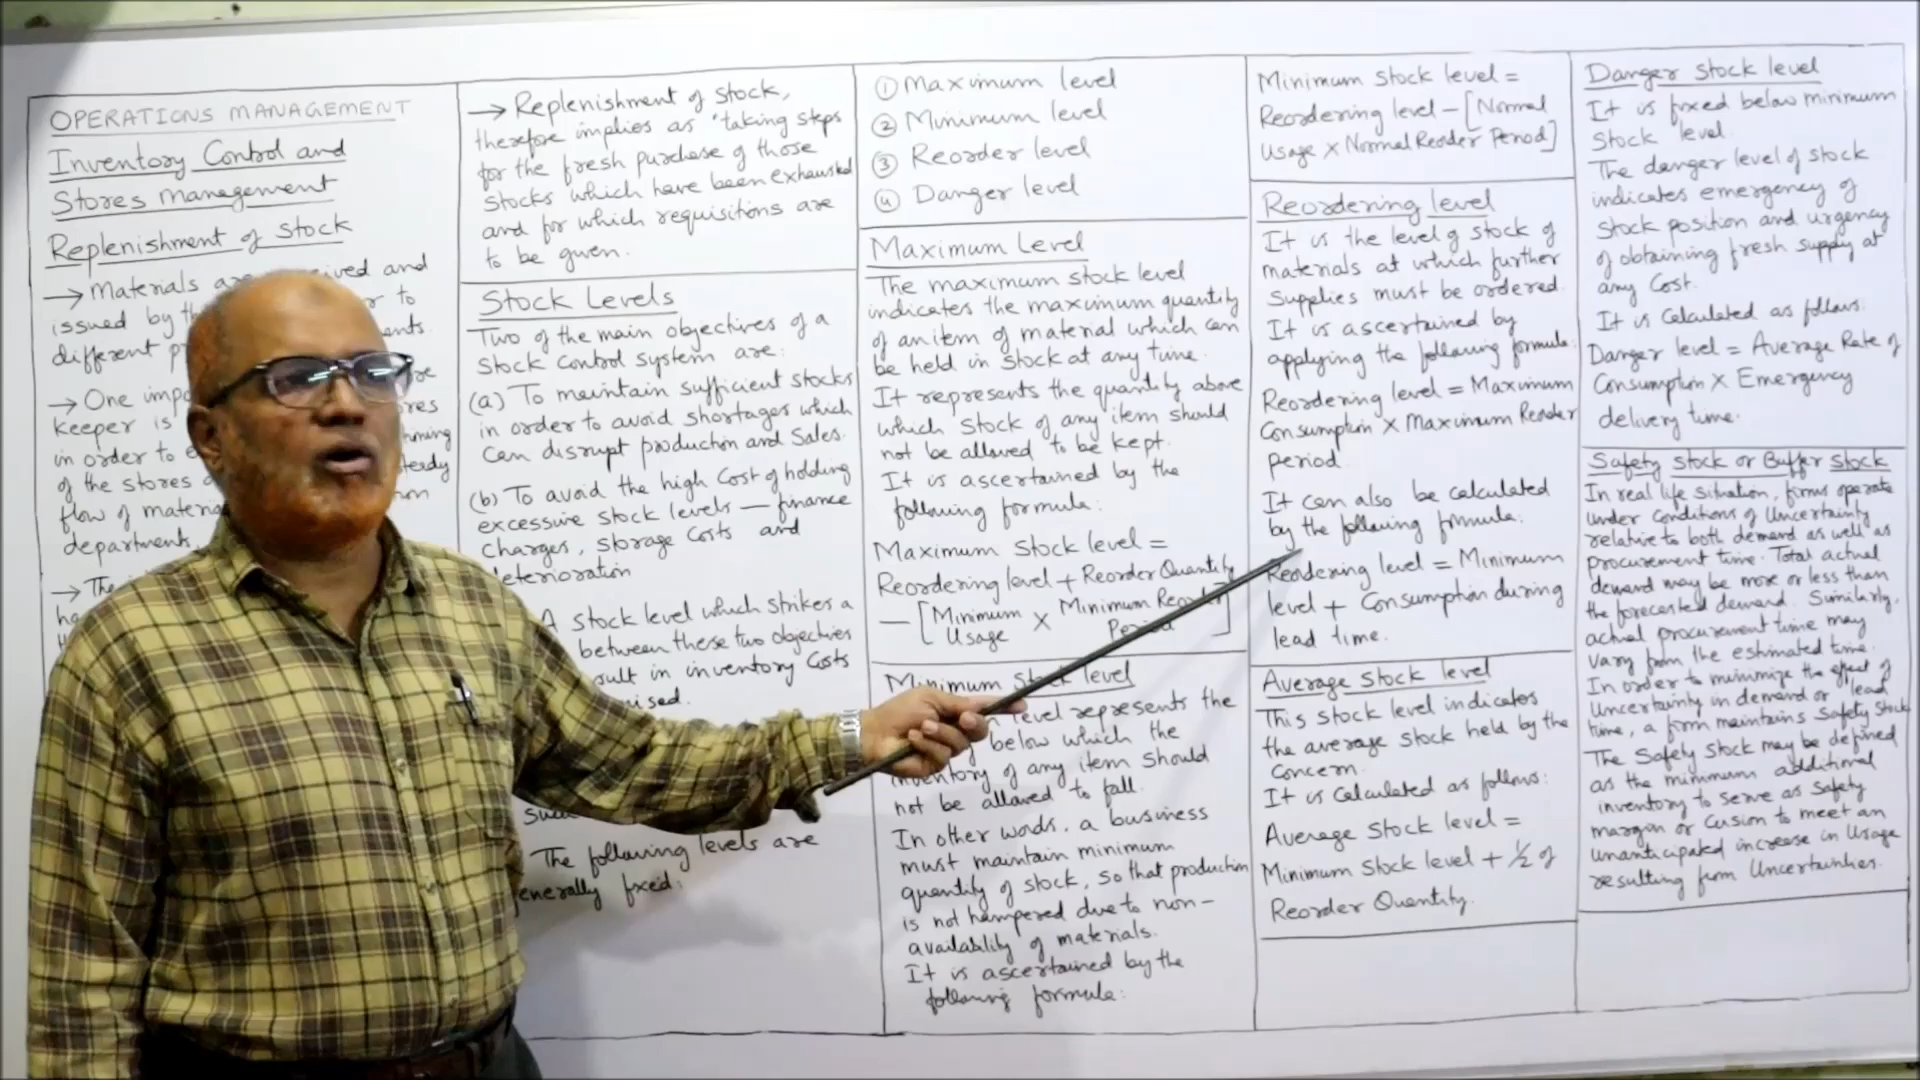 OPERATIONS MANAGEMENT
Inventory Control and
Stores Management
Replenishment of Stock
→ Materials are and
issued by to
different
→ One
keeper is
in order to
of the stores steady
flow of
departments.
→ The
→ Replenishment of Stock,
therefore implies as 'taking steps
for the fresh purchase of those
Stocks which have been exhausted
and for which requisitions are
to be given.
Stock Levels
Two of the main objectives of a
Stock Control system are:
(a) To maintain sufficient stocks
in order to avoid shortages which
Can disrupt production and Sales.
(b) To avoid the high Cost of holding
excessive Stock levels — finance
Charges, Storage Costs and
deterioration
A stock level which strikes a
between these two objectives
in inventory Costs
The following levels are
generally fixed:
① Maximum level
② Minimum level
③ Reorder level
④ Danger level
Maximum Level
The maximum stock level
indicates the maximum quantity
of an item of material which can
be held in stock at any time.
It represents the quantity above
which Stock of any item should
not be allowed to be kept.
It is ascertained by the
following formula:
Maximum Stock level =
Reordering level + Reorder Quantity
— [Minimum Usage × Minimum Reorder Period]
Minimum Stock level
level represents the
below which the
inventory of any item Should
not be allowed to fall.
In other words, a business
must maintain minimum
quantity of stock, so that production
is not hampered due to non-
availability of materials.
It is ascertained by the
following formula:
Minimum Stock level =
Reordering level — [Normal
Usage × Normal Reorder Period]
Reordering level
It is the level of stock of
materials at which further
Supplies must be ordered.
It is ascertained by
applying the following formula:
Reordering level = Maximum
Consumption × Maximum Reorder
period.
It can also be calculated
by the following formula:
Reordering level = Minimum
level + Consumption during
lead time.
Average Stock level
This stock level indicates
the average stock held by the
Concern.
It is Calculated as follows:
Average Stock level =
Minimum Stock level + 1/2 of
Reorder Quantity.
Danger Stock level
It is fixed below minimum
Stock level.
The danger level of stock
indicates emergency of
Stock position and urgency
of obtaining fresh supply at
any Cost.
It is Calculated as follows:
Danger level = Average Rate of
Consumption × Emergency
delivery time.
Safety Stock or Buffer Stock
In real life Situation, firms operate
Under Conditions of Uncertainty
relative to both demand as well as
procurement time. Total actual
demand may be more or less than
the forecasted demand. Similarly,
actual procurement time may
Vary from the estimated time.
In order to minimize the effect of
Uncertainty in demand or lead
time, a firm maintains Safety Stock
The Safety Stock may be defined
as the minimum additional
inventory to serve as Safety
margin or Cusion to meet an
Unanticipated increase in Usage
resulting from Uncertainties.